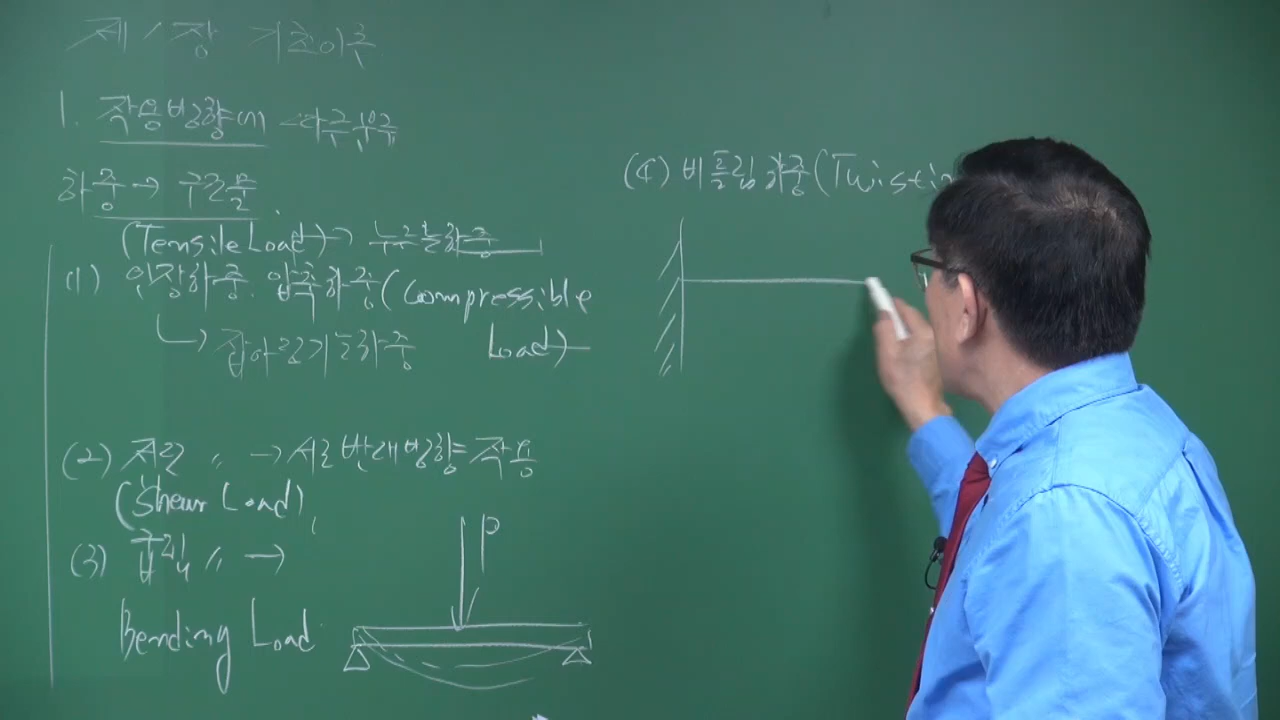 제 1 장 기초이론
1. 작용방향에 따른 분류
하중 → 구조물
(Tensile Load) → 누르는 하중
(1) 인장하중. 압축하중 (Compressible
Load)
↳ 잡아당기는 하중
(2) 전단 〃 → 서로 반대방향 작용
(Shear Load)
(3) 굽힘 〃 →
Bending Load
P
(4) 비틀림 하중 (Twistin